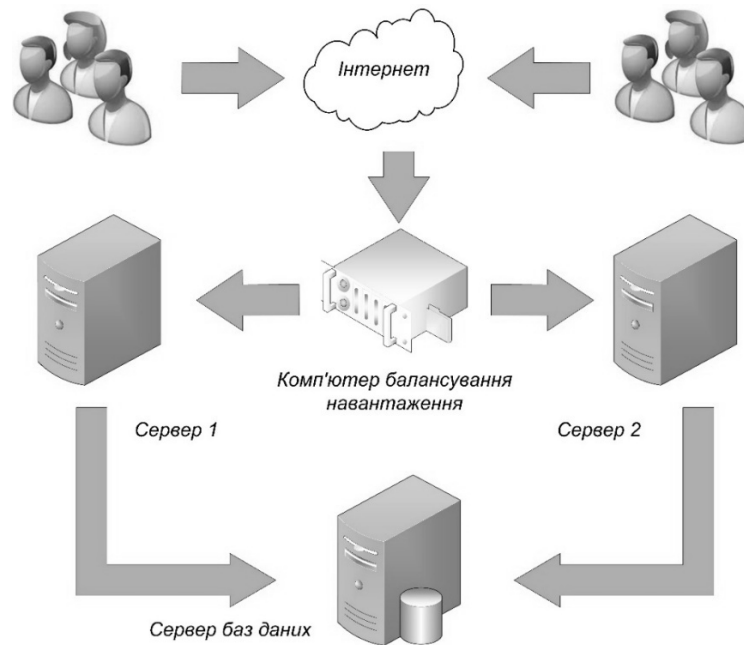 Інтернет
Комп'ютер балансування
навантаження
Сервер 1
Сервер 2
Сервер баз даних